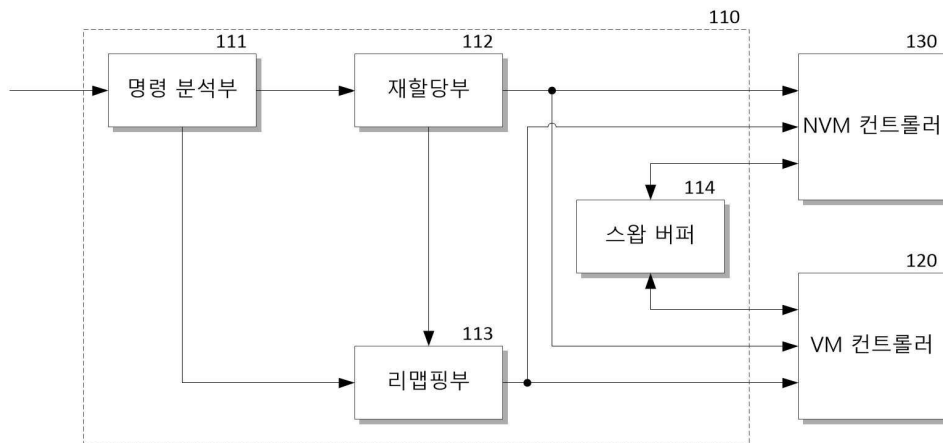 110
111
명령 분석부
112
재할당부
130
NVM 컨트롤러
114
스왑 버퍼
120
VM 컨트롤러
113
리맵핑부